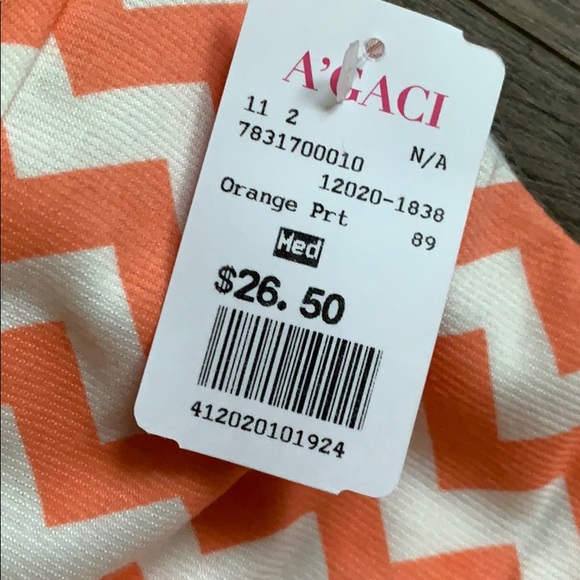 A'GACI
11 2
7831700010 N/A
12020-1838
Orange Prt 89
Med
$26.50
412020101924